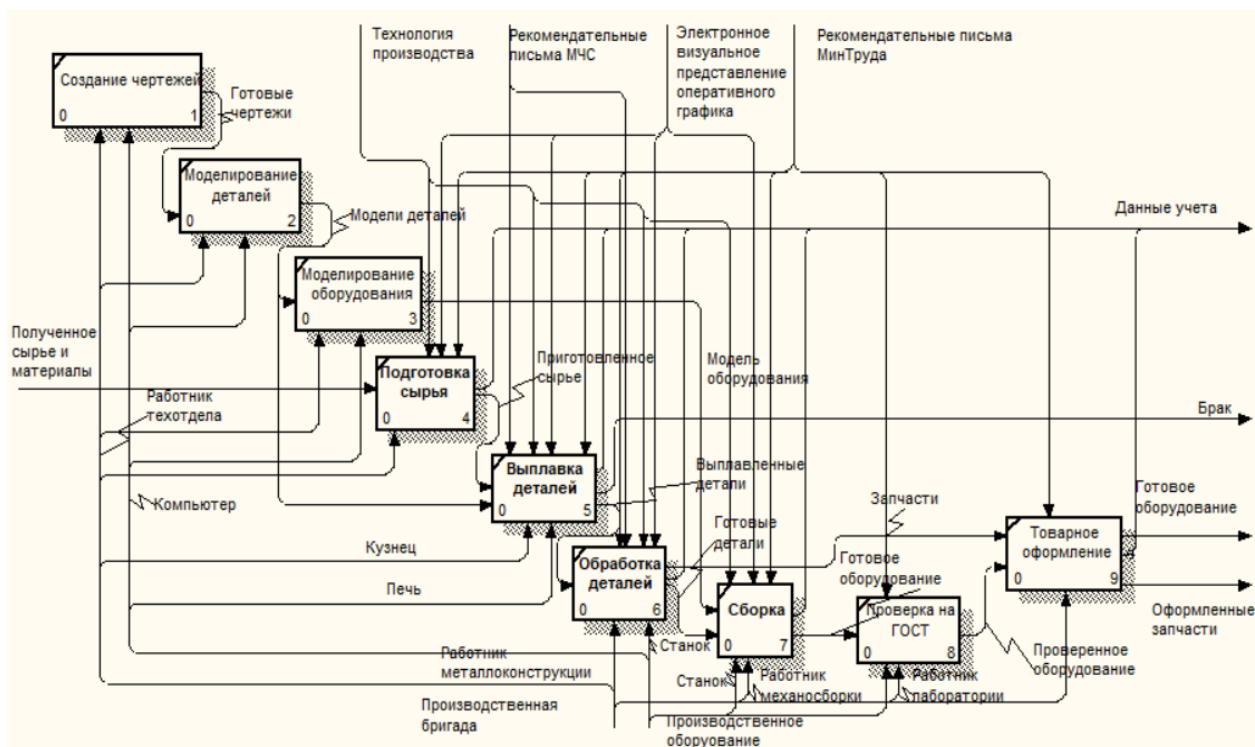 Технология
производства
Рекомендательные
письма МЧС
Электронное
визуальное
представление
оперативного
графика
Рекомендательные письма
МинТруда
Создание чертежей
0 1
Готовые
чертежи
Моделирование
деталей
0 2
Модели деталей
Данные учета
Моделирование
оборудования
0 3
Полученное
сырье и
материалы
Подготовка
сырья
0 4
Приготовленное
сырье
Модель
оборудования
Работник
техотдела
Брак
Выплавка
деталей
0 5
Выплавленные
детали
Компьютер
Запчасти
Готовое
оборудование
Готовые
детали
Товарное
оформление
0 9
Кузнец
Обработка
деталей
0 6
Готовое
оборудование
Печь
Сборка
0 7
Проверка на
ГОСТ
0 8
Оформленные
запчасти
Станок
Проверенное
оборудование
Работник
металлоконструкции
Станок
Работник
механосборки
Работник
лаборатории
Производственная
бригада
Производственное
оборуование